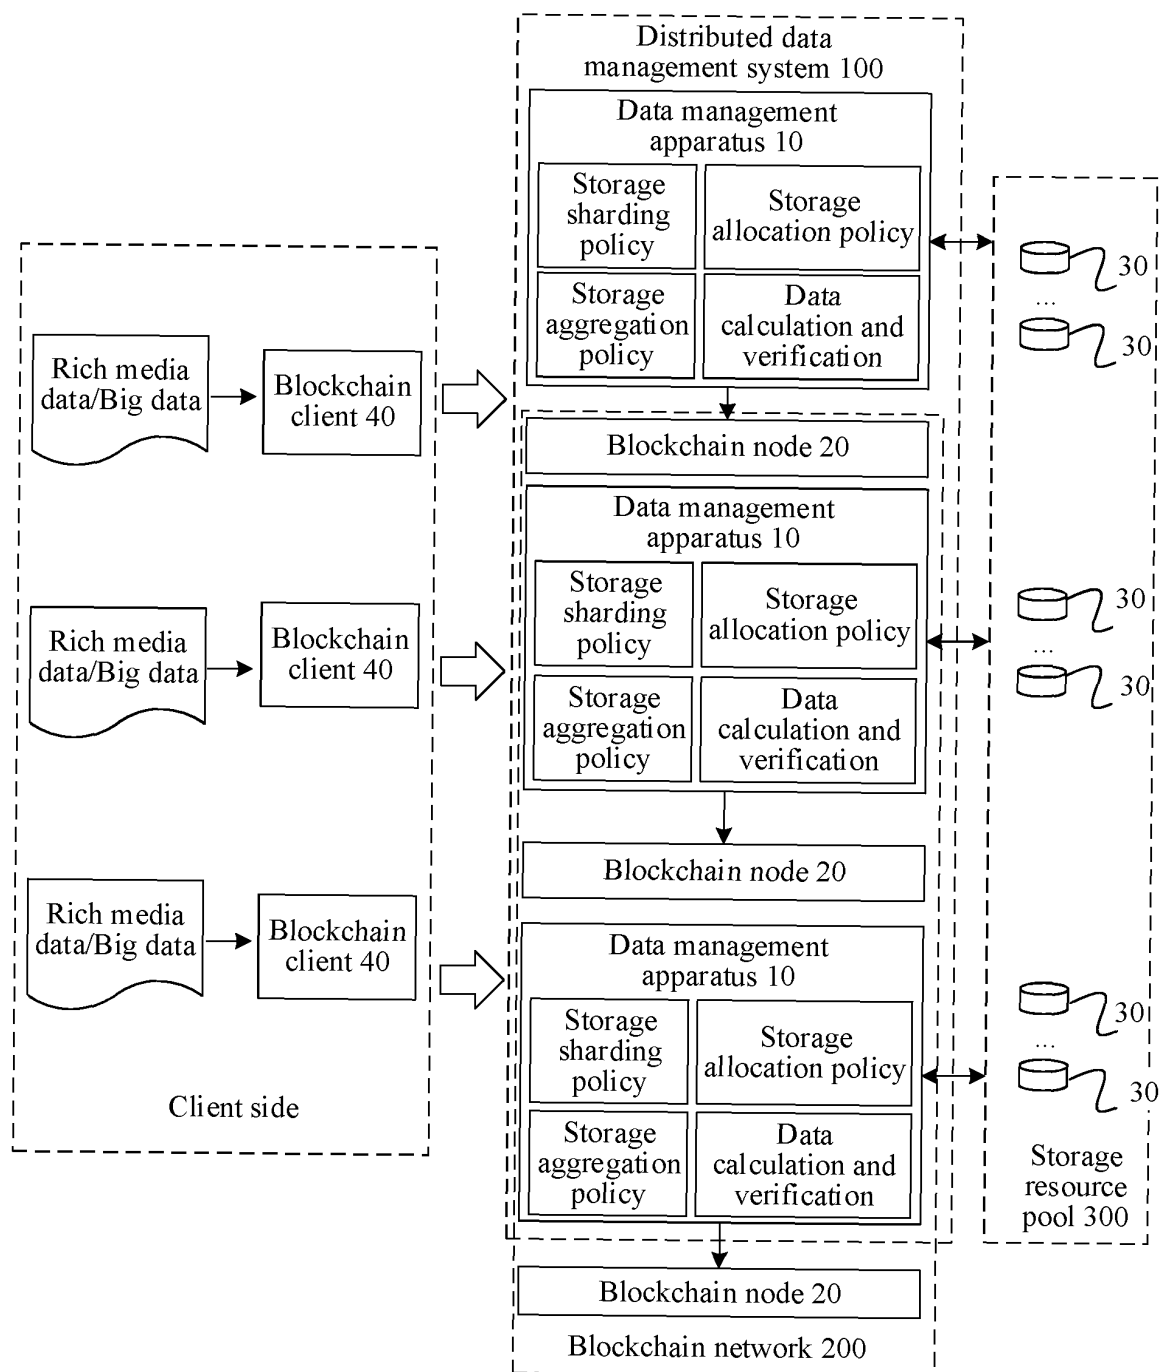 Distributed data
management system 100
Data management
apparatus 10
Storage
sharding
policy
Storage
allocation policy
Storage
aggregation
policy
Data
calculation and
verification
30
...
30
Rich media
data/Big data
Blockchain
client 40
Blockchain node 20
Data management
apparatus 10
Storage
sharding
policy
Storage
allocation policy
Storage
aggregation
policy
Data
calculation and
verification
30
...
30
Rich media
data/Big data
Blockchain
client 40
Blockchain node 20
Rich media
data/Big data
Blockchain
client 40
Data management
apparatus 10
Storage
sharding
policy
Storage
allocation policy
Storage
aggregation
policy
Data
calculation and
verification
30
...
30
Client side
Storage
resource
pool 300
Blockchain node 20
Blockchain network 200